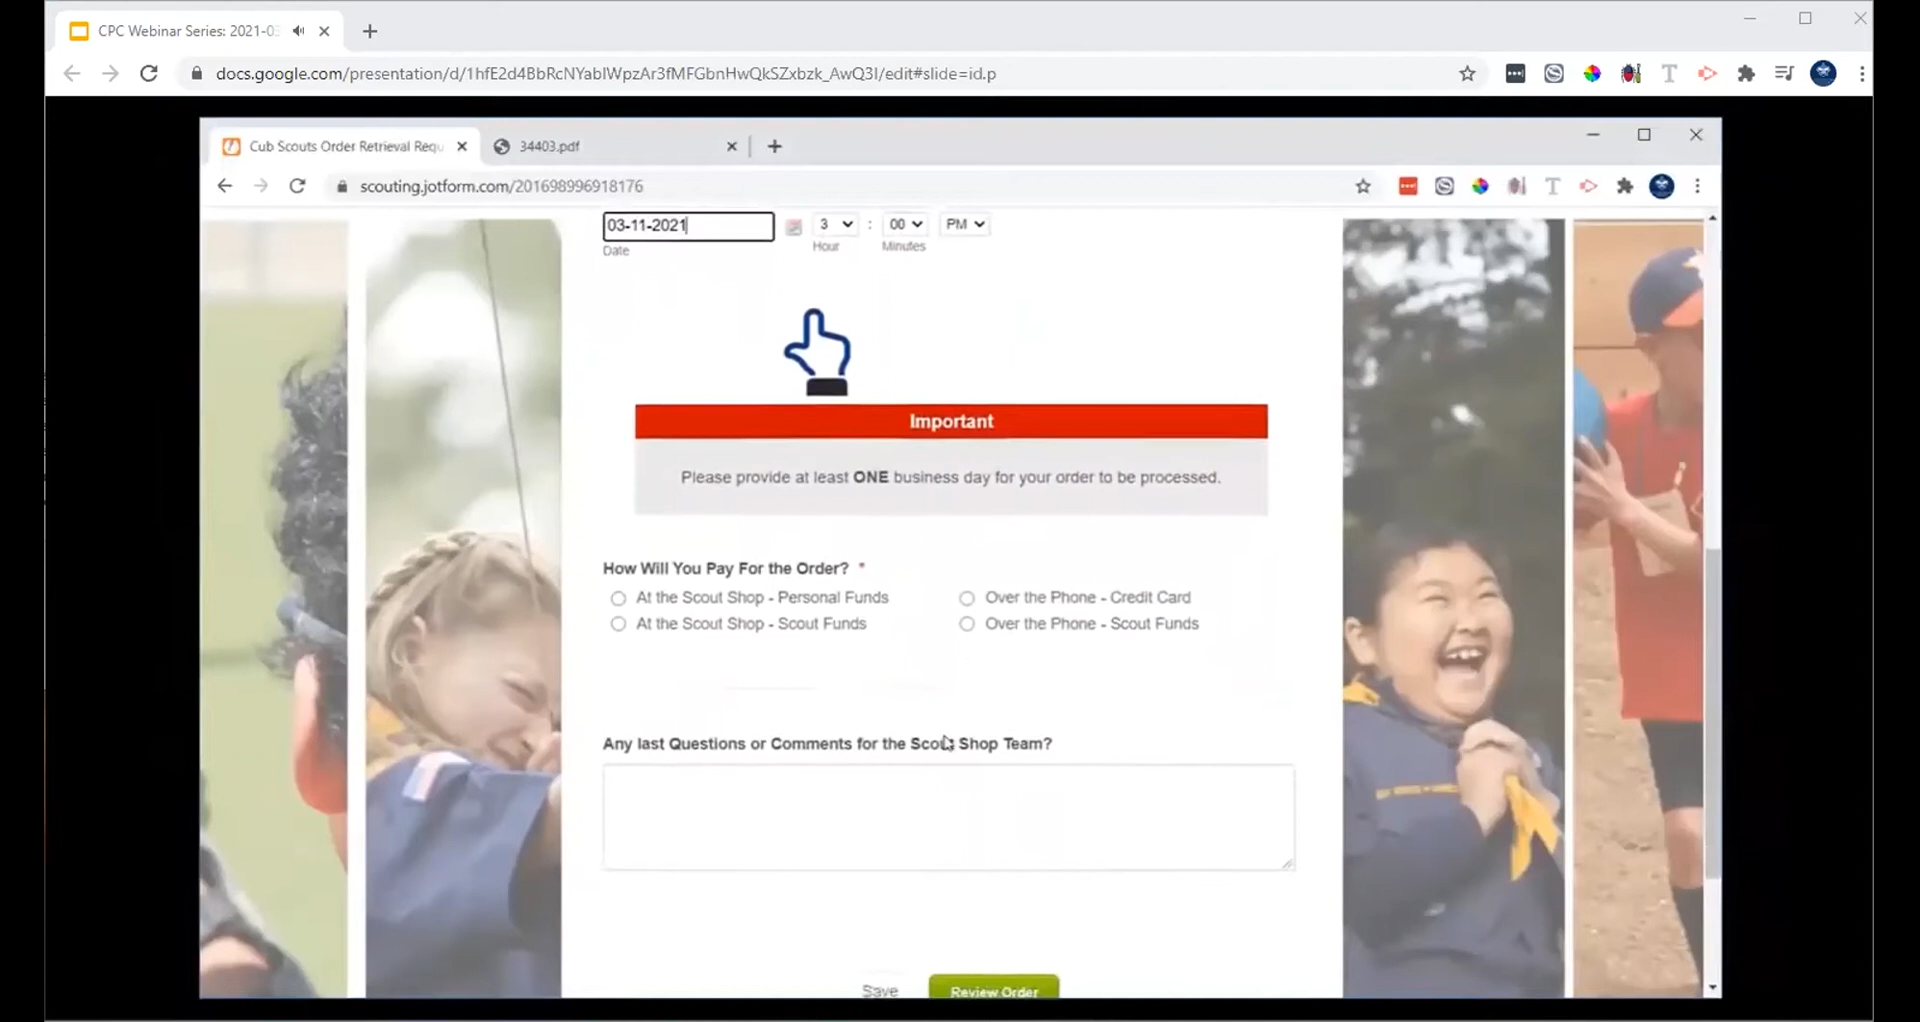 CPC Webinar Series: 2021-03
docs.google.com/presentation/d/1hfE2d4BbRcNYablWpzAr3fMFGbnHwQkSZxbzk_AwQ3I/edit#slide=id.p
Cub Scouts Order Retrieval Requ
34403.pdf
scouting.jotform.com/201698996918176
03-11-2021 3 : 00 PM
Date Hour Minutes
Important
Please provide at least ONE business day for your order to be processed.
How Will You Pay For the Order? *
At the Scout Shop - Personal Funds Over the Phone - Credit Card
At the Scout Shop - Scout Funds Over the Phone - Scout Funds
Any last Questions or Comments for the Scout Shop Team?
Save Review Order